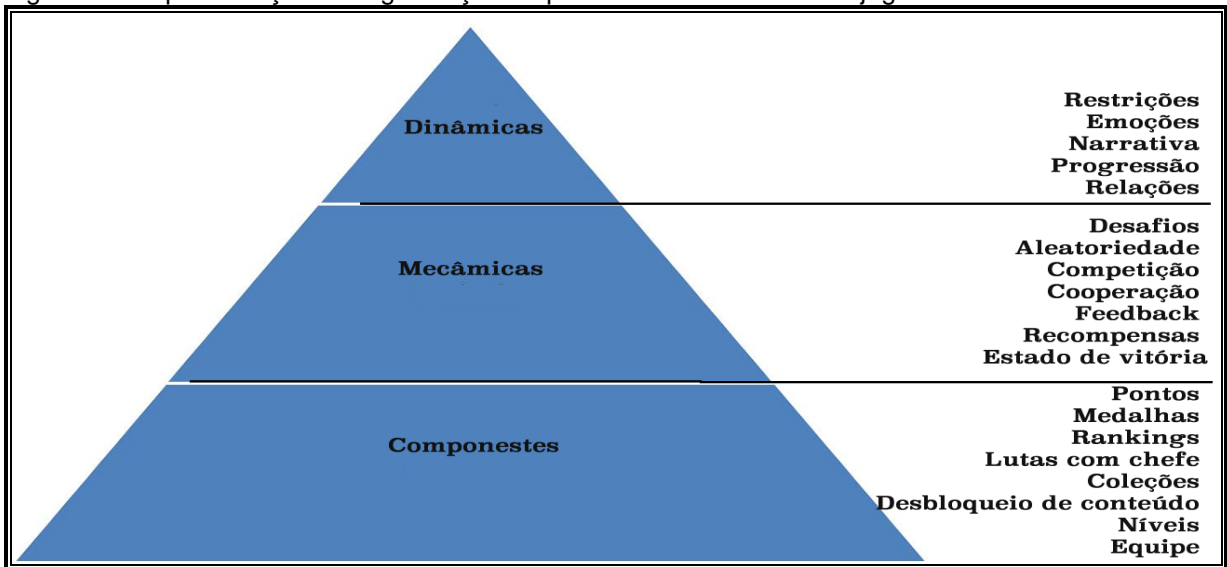 Dinâmicas
Restrições
Emoções
Narrativa
Progressão
Relações
Mecâmicas
Desafios
Aleatoriedade
Competição
Cooperação
Feedback
Recompensas
Estado de vitória
Componestes
Pontos
Medalhas
Rankings
Lutas com chefe
Coleções
Desbloqueio de conteúdo
Níveis
Equipe